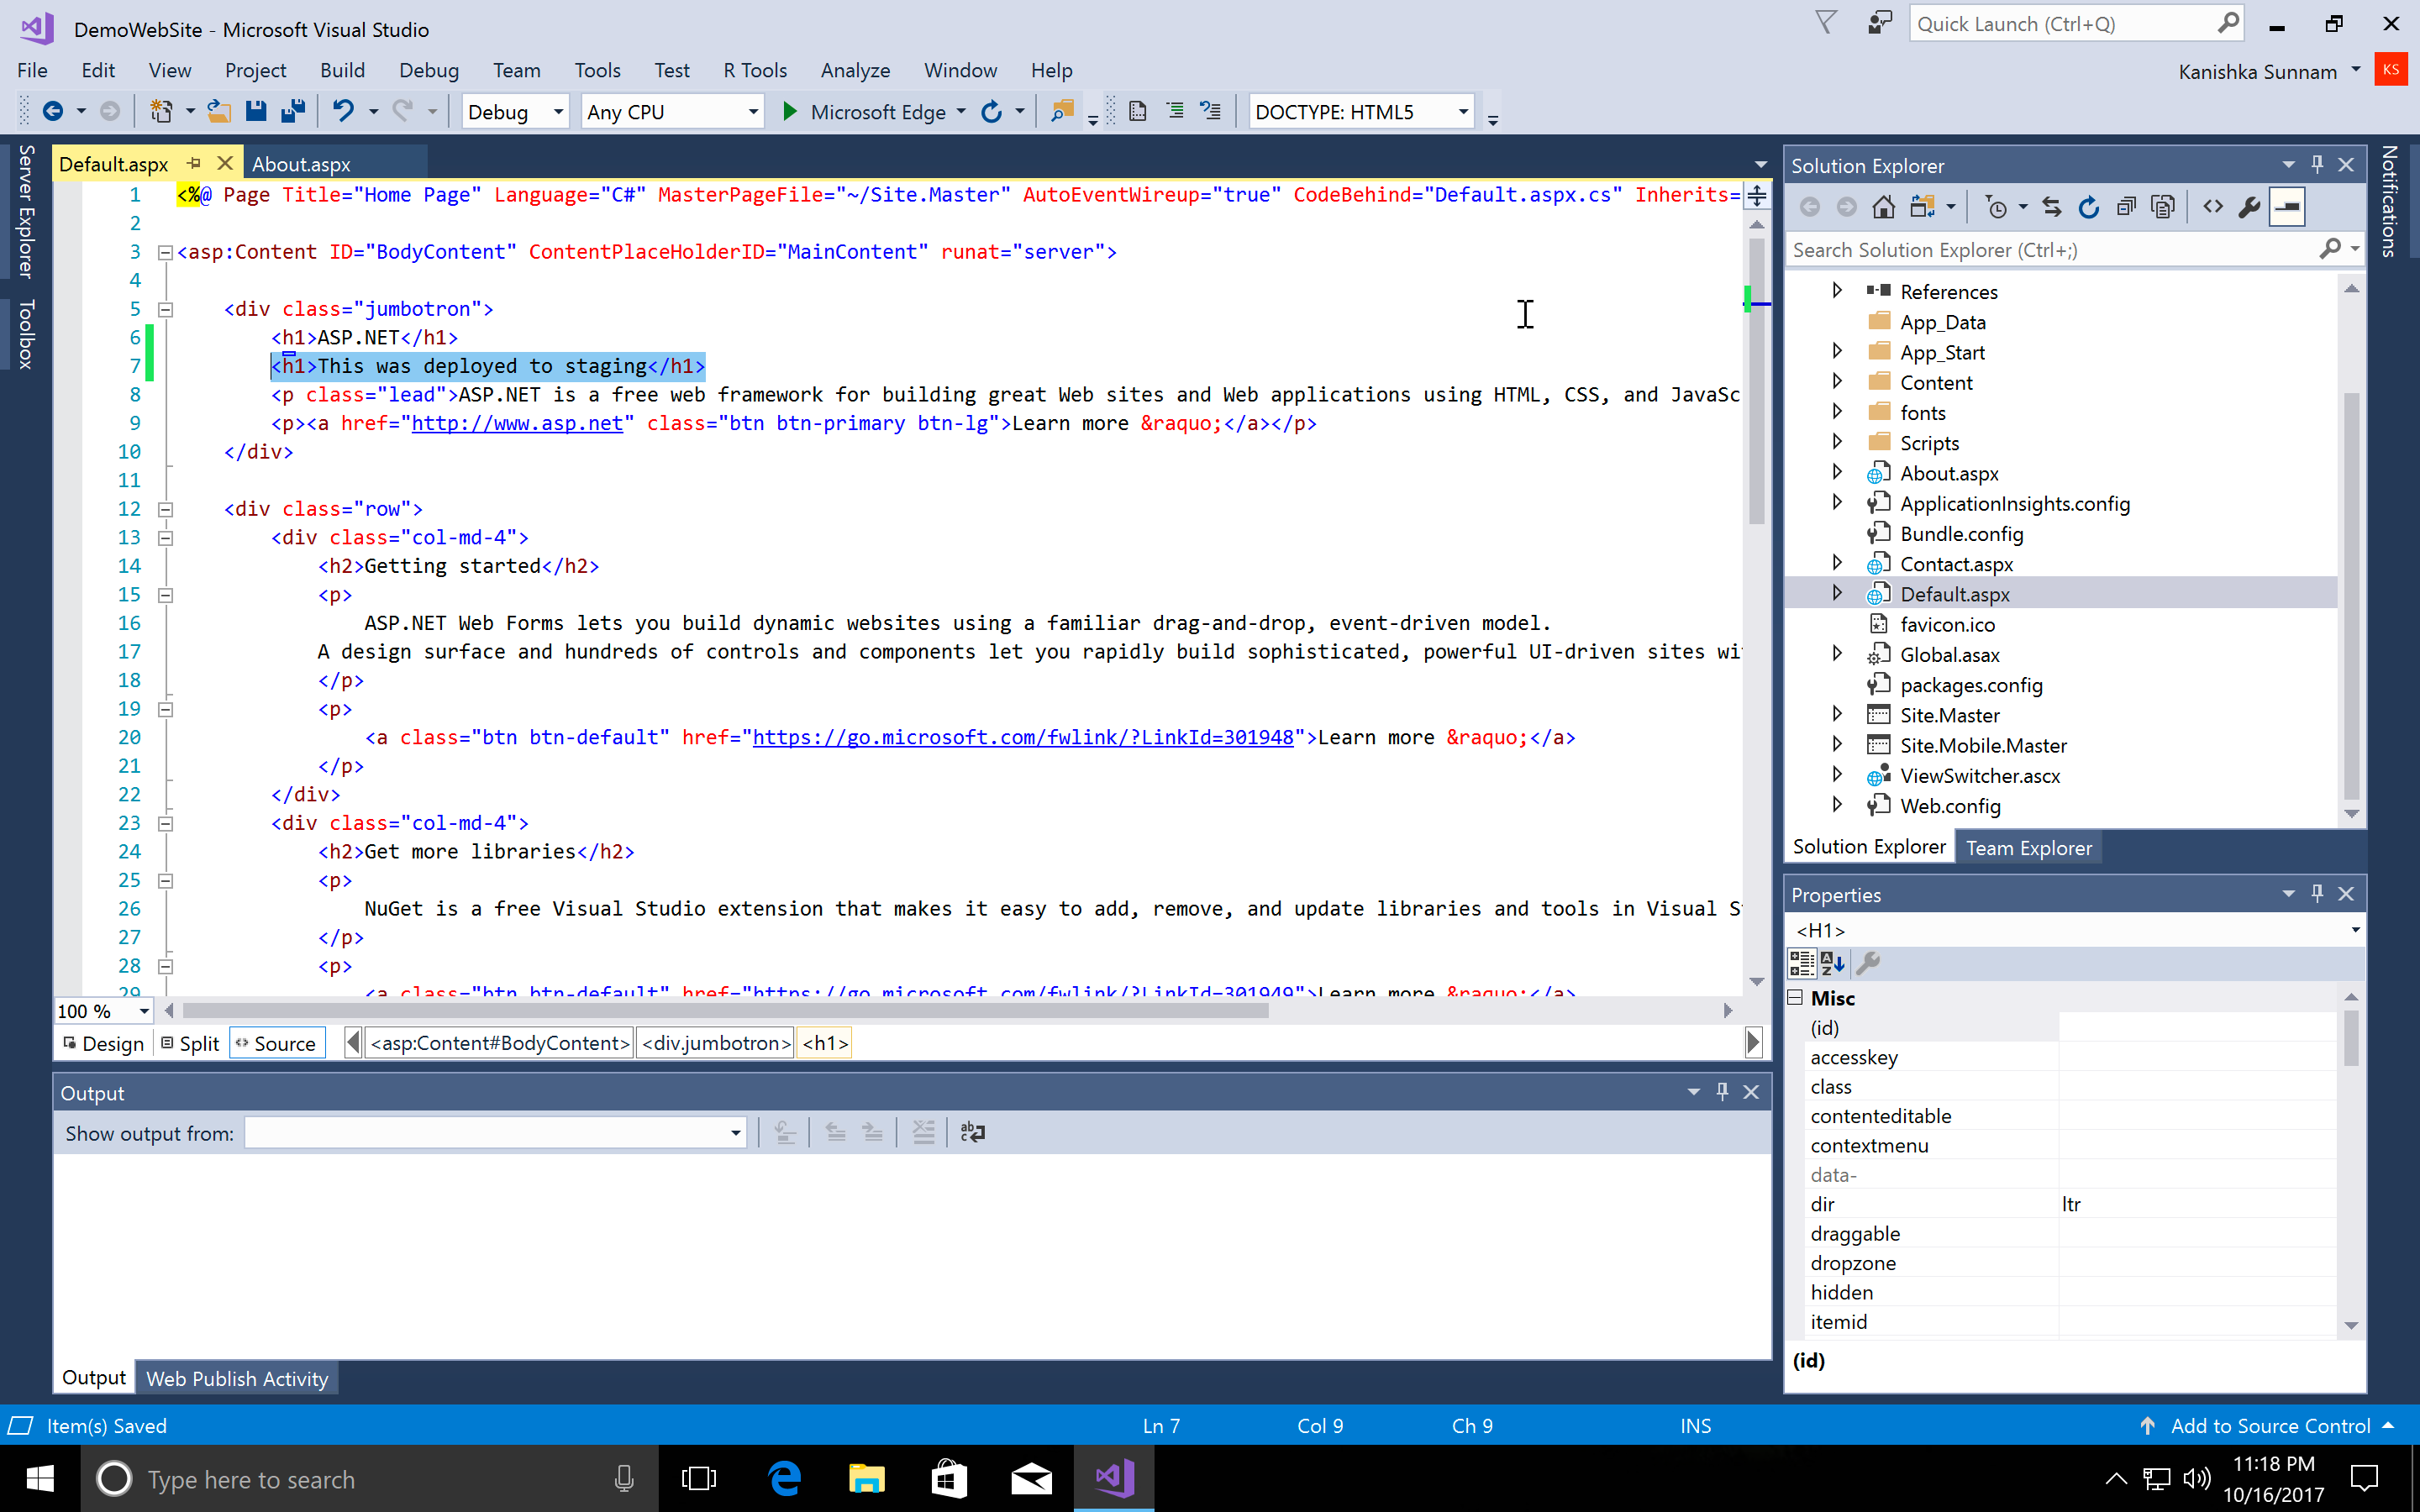 DemoWebSite - Microsoft Visual Studio
Quick Launch (Ctrl+Q)
File Edit View Project Build Debug Team Tools Test R Tools Analyze Window Help
Kanishka Sunnam KS
Debug Any CPU Microsoft Edge DOCTYPE: HTML5
Server Explorer
Toolbox
Default.aspx About.aspx
1 <%@ Page Title="Home Page" Language="C#" MasterPageFile="~/Site.Master" AutoEventWireup="true" CodeBehind="Default.aspx.cs" Inherits=
2
3 <asp:Content ID="BodyContent" ContentPlaceHolderID="MainContent" runat="server">
4
5 <div class="jumbotron">
6 <h1>ASP.NET</h1>
7 <h1>This was deployed to staging</h1>
8 <p class="lead">ASP.NET is a free web framework for building great Web sites and Web applications using HTML, CSS, and JavaSc
9 <p><a href="http://www.asp.net" class="btn btn-primary btn-lg">Learn more &raquo;</a></p>
10 </div>
11
12 <div class="row">
13 <div class="col-md-4">
14 <h2>Getting started</h2>
15 <p>
16 ASP.NET Web Forms lets you build dynamic websites using a familiar drag-and-drop, event-driven model.
17 A design surface and hundreds of controls and components let you rapidly build sophisticated, powerful UI-driven sites wi
18 </p>
19 <p>
20 <a class="btn btn-default" href="https://go.microsoft.com/fwlink/?LinkId=301948">Learn more &raquo;</a>
21 </p>
22 </div>
23 <div class="col-md-4">
24 <h2>Get more libraries</h2>
25 <p>
26 NuGet is a free Visual Studio extension that makes it easy to add, remove, and update libraries and tools in Visual S
27 </p>
28 <p>
29 <a class="btn btn-default" href="https://go.microsoft.com/fwlink/?LinkId=301949">Learn more &raquo;</a>
100 %
Design Split Source <asp:Content#BodyContent> <div.jumbotron> <h1>
Output
Show output from:
Output Web Publish Activity
Solution Explorer
Search Solution Explorer (Ctrl+;)
References
App_Data
App_Start
Content
fonts
Scripts
About.aspx
ApplicationInsights.config
Bundle.config
Contact.aspx
Default.aspx
favicon.ico
Global.asax
packages.config
Site.Master
Site.Mobile.Master
ViewSwitcher.ascx
Web.config
Solution Explorer Team Explorer
Properties
<H1>
Misc
(id)
accesskey
class
contenteditable
contextmenu
data-
dir ltr
draggable
dropzone
hidden
itemid
(id)
Notifications
Item(s) Saved Ln 7 Col 9 Ch 9 INS Add to Source Control
Type here to search
11:18 PM
10/16/2017